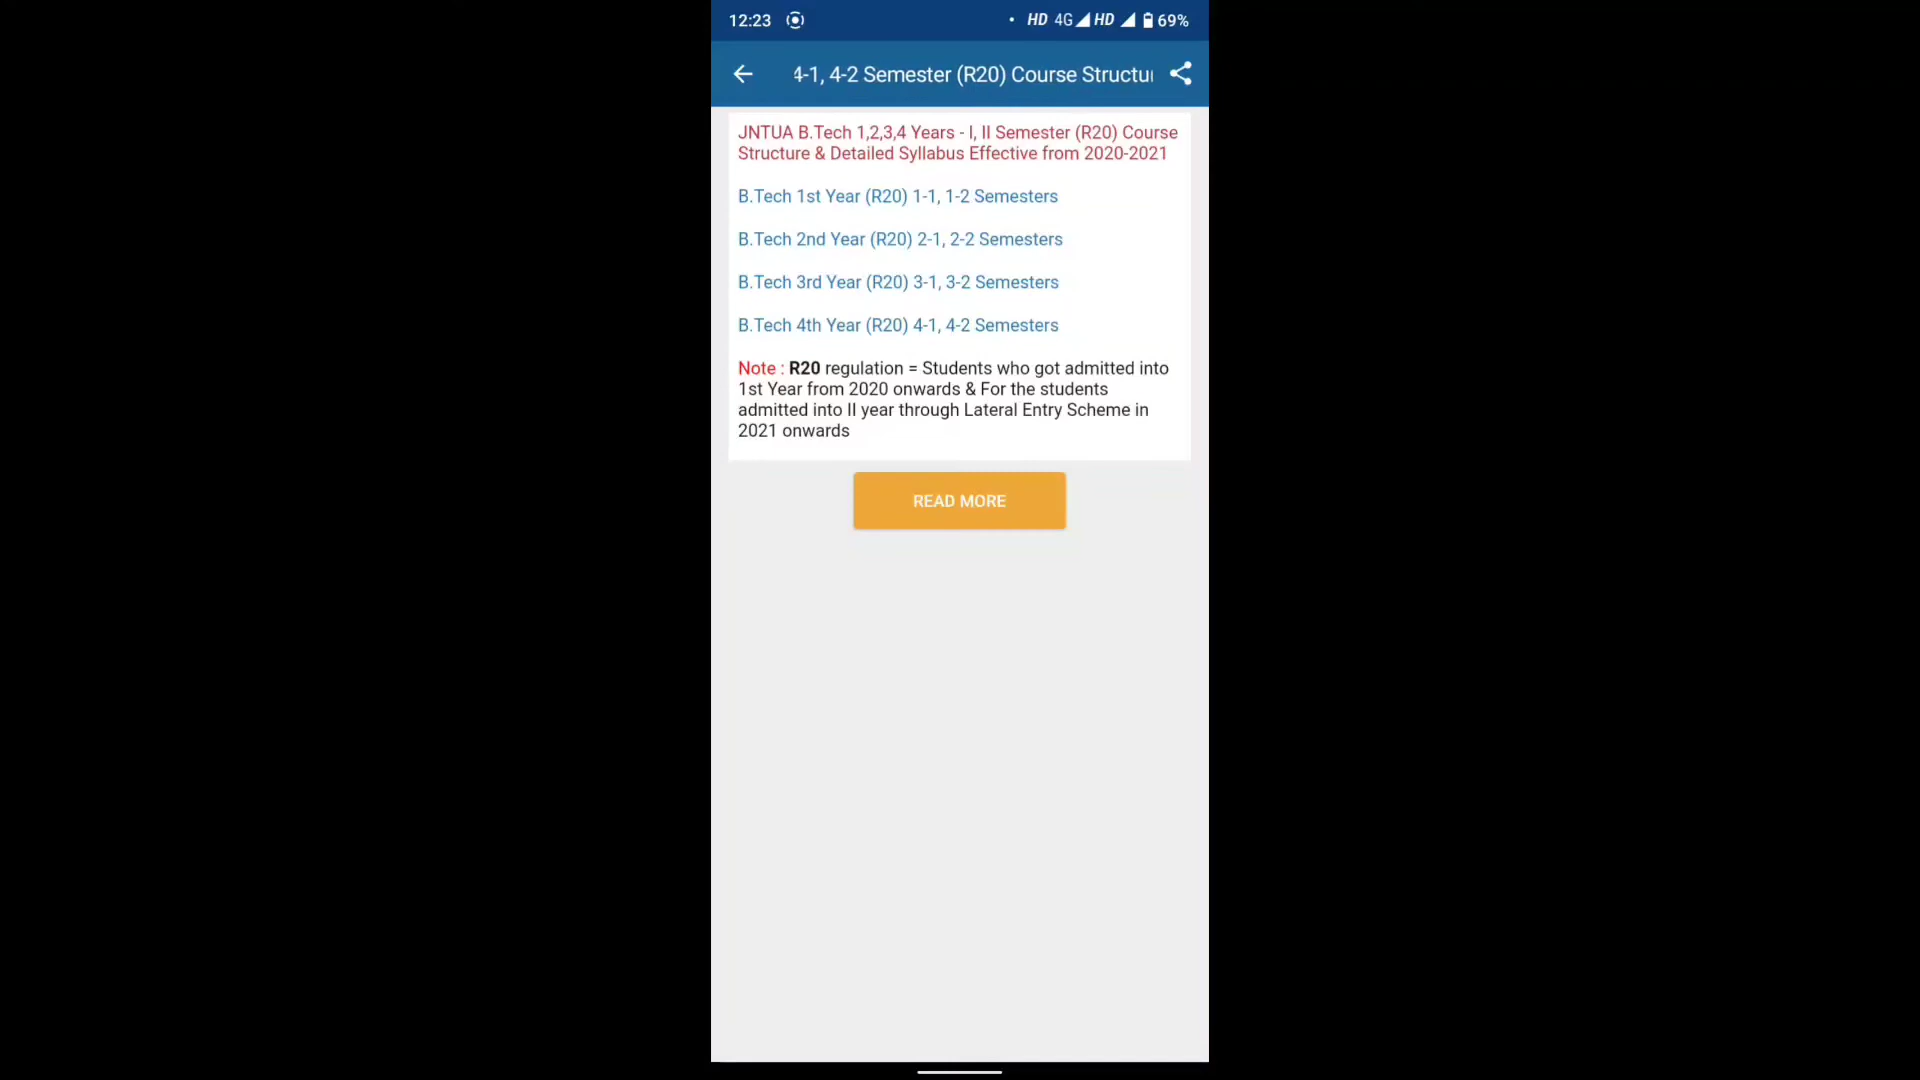 12:23 HD 4G HD 69%
4-1, 4-2 Semester (R20) Course
JNTUA B.Tech 1,2,3,4 Years - I, II Semester (R20) Course
Structure & Detailed Syllabus Effective from 2020-2021
B.Tech 1st Year (R20) 1-1, 1-2 Semesters
B.Tech 2nd Year (R20) 2-1, 2-2 Semesters
B.Tech 3rd Year (R20) 3-1, 3-2 Semesters
B.Tech 4th Year (R20) 4-1, 4-2 Semesters
Note : R20 regulation = Students who got admitted into
1st Year from 2020 onwards & For the students
admitted into II year through Lateral Entry Scheme in
2021 onwards
READ MORE